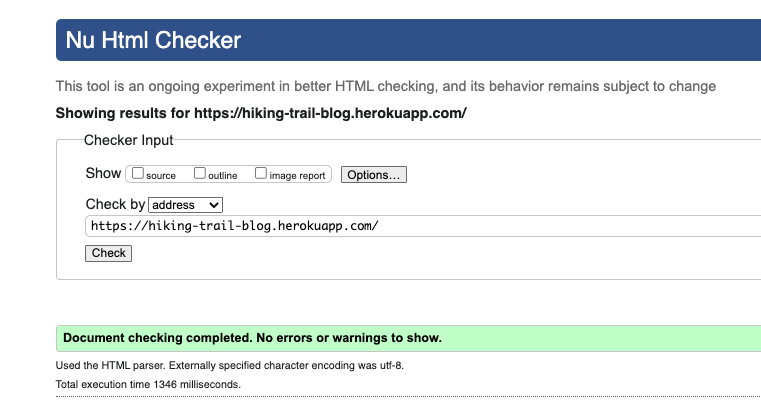 Nu Html Checker
This tool is an ongoing experiment in better HTML checking, and its behavior remains subject to change
Showing results for https://hiking-trail-blog.herokuapp.com/
Checker Input
Show source outline image report Options...
Check by address
https://hiking-trail-blog.herokuapp.com/
Check
Document checking completed. No errors or warnings to show.
Used the HTML parser. Externally specified character encoding was utf-8.
Total execution time 1346 milliseconds.